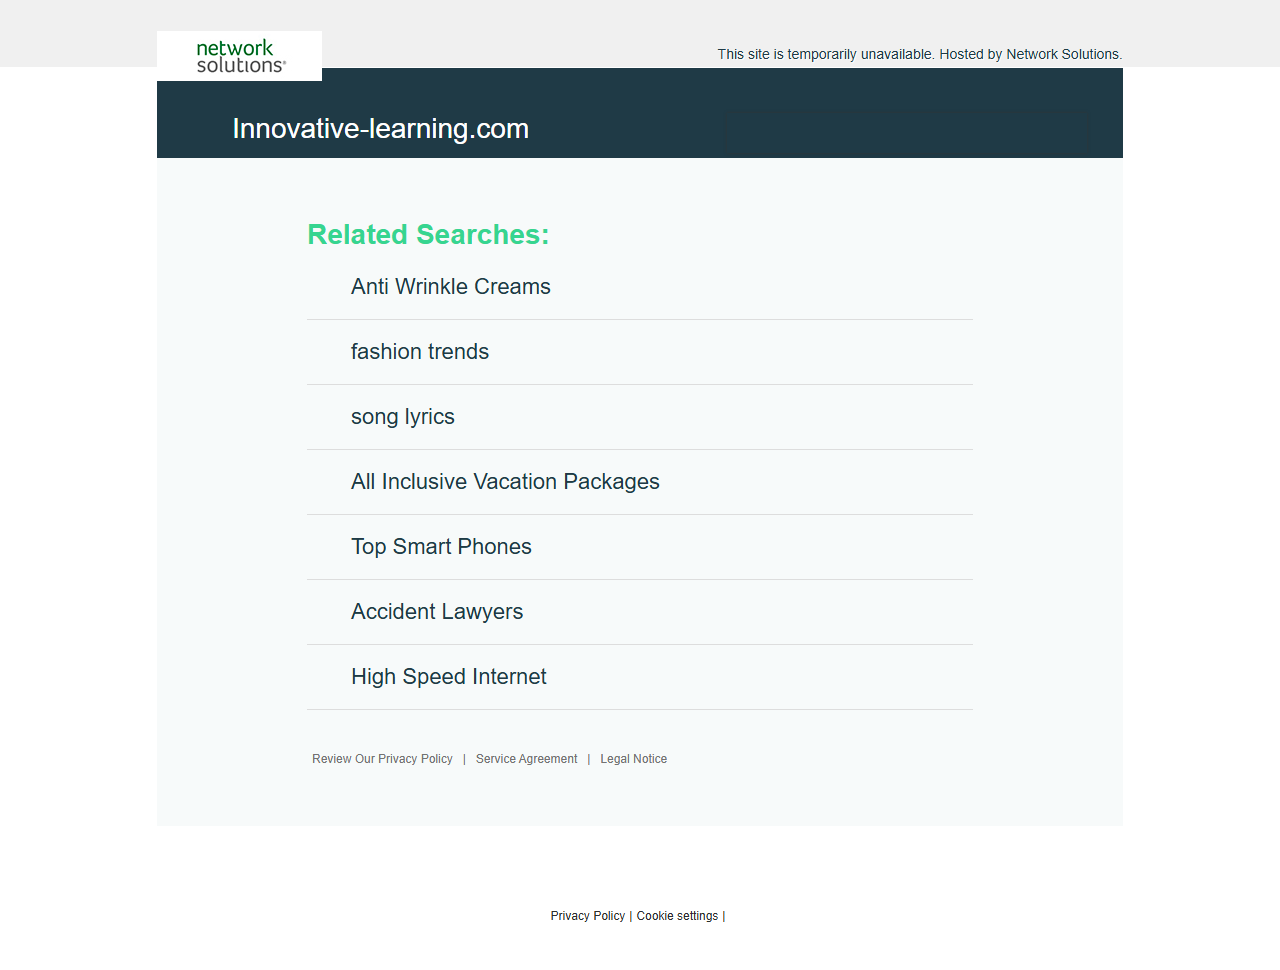 network
solutions®
This site is temporarily unavailable. Hosted by Network Solutions.
Innovative-learning.com
Related Searches:
Anti Wrinkle Creams
fashion trends
song lyrics
All Inclusive Vacation Packages
Top Smart Phones
Accident Lawyers
High Speed Internet
Review Our Privacy Policy | Service Agreement | Legal Notice
Privacy Policy | Cookie settings |